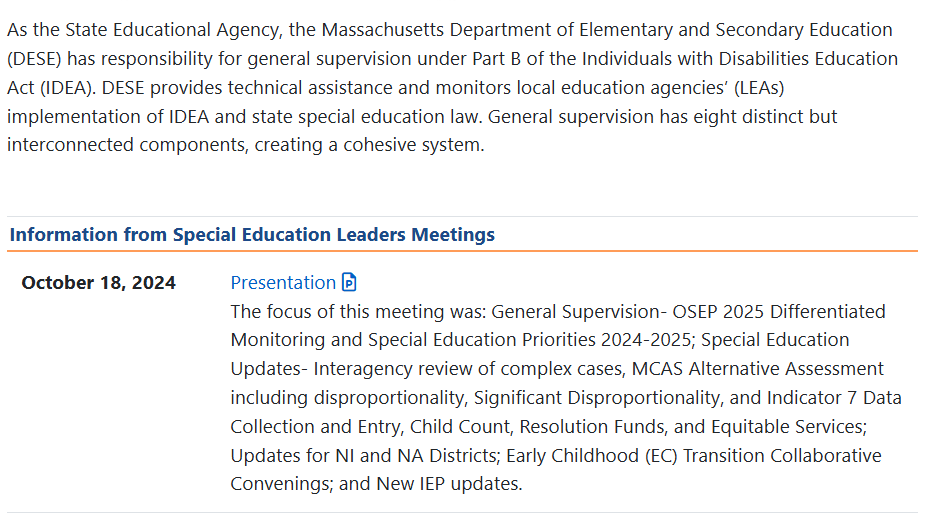 As the State Educational Agency, the Massachusetts Department of Elementary and Secondary Education
(DESE) has responsibility for general supervision under Part B of the Individuals with Disabilities Education
Act (IDEA). DESE provides technical assistance and monitors local education agencies’ (LEAs)
implementation of IDEA and state special education law. General supervision has eight distinct but
interconnected components, creating a cohesive system.
Information from Special Education Leaders Meetings
October 18, 2024 Presentation
The focus of this meeting was: General Supervision- OSEP 2025 Differentiated
Monitoring and Special Education Priorities 2024-2025; Special Education
Updates- Interagency review of complex cases, MCAS Alternative Assessment
including disproportionality, Significant Disproportionality, and Indicator 7 Data
Collection and Entry, Child Count, Resolution Funds, and Equitable Services;
Updates for NI and NA Districts; Early Childhood (EC) Transition Collaborative
Convenings; and New IEP updates.